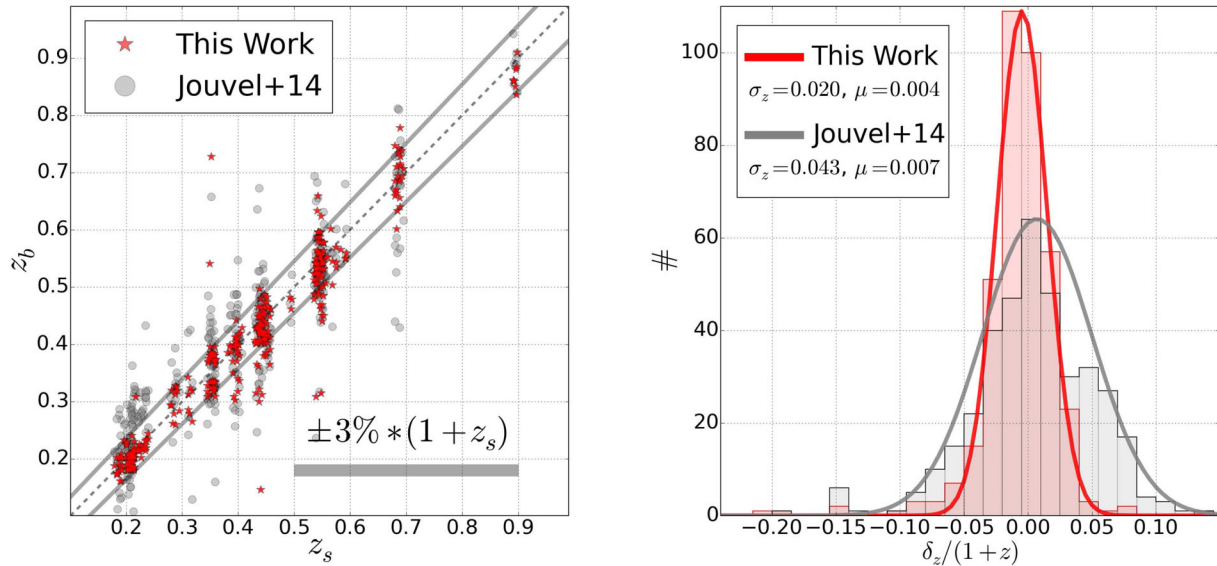 0.9
0.8
0.7
0.6
0.5
0.4
0.3
0.2
z_b
This Work
Jouvel+14
±3%*(1+z_s)
0.2 0.3 0.4 0.5 0.6 0.7 0.8 0.9
z_s
100
80
60
40
20
0
#
This Work
σ_z=0.020, μ=0.004
Jouvel+14
σ_z=0.043, μ=0.007
−0.20 −0.15 −0.10 −0.05 0.00 0.05 0.10
δ_z/(1+z)